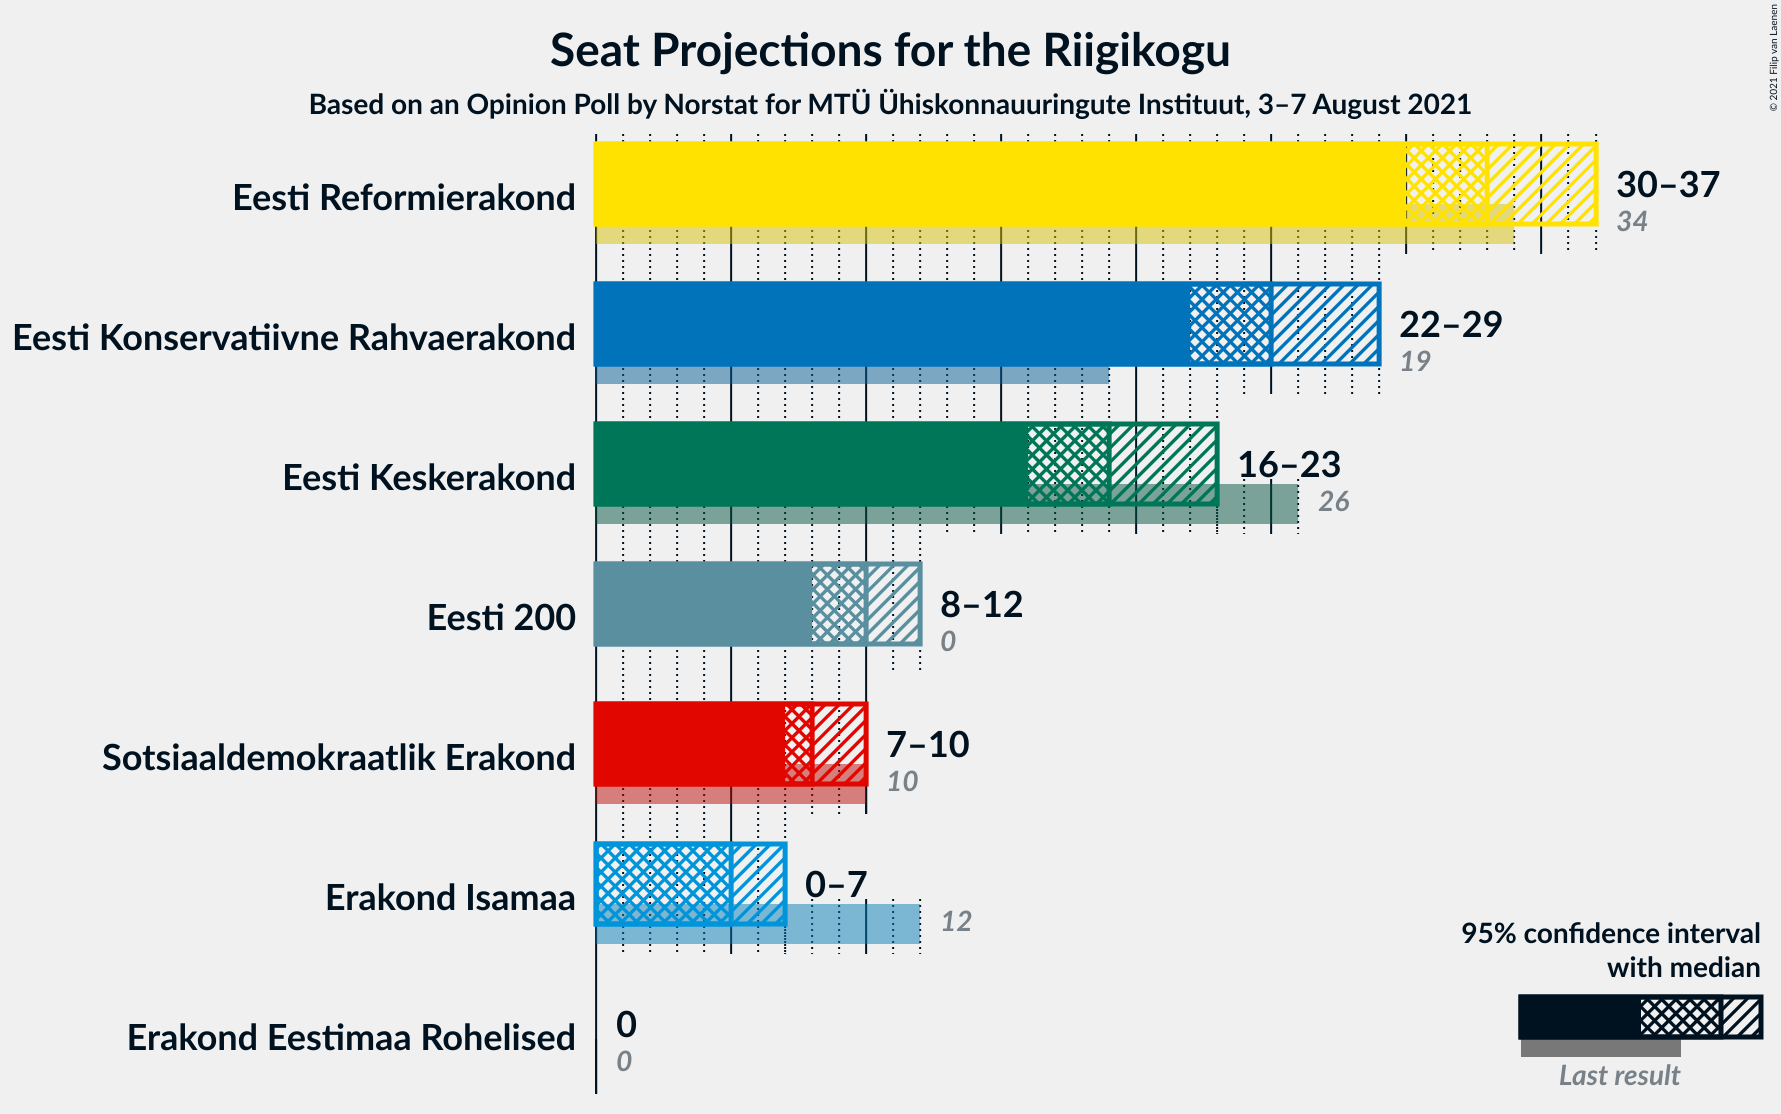 Seat Projections for the Riigikogu
Based on an Opinion Poll by Norstat for MTÜ Ühiskonnauuringute Instituut, 3–7 August 2021
© 2021 Filip van Laenen
Eesti Reformierakond
30–37
34
Eesti Konservatiivne Rahvaerakond
22–29
19
Eesti Keskerakond
16–23
26
Eesti 200
8–12
0
Sotsiaaldemokraatlik Erakond
7–10
10
Erakond Isamaa
0–7
12
Erakond Eestimaa Rohelised
0
0
95% confidence interval
with median
Last result